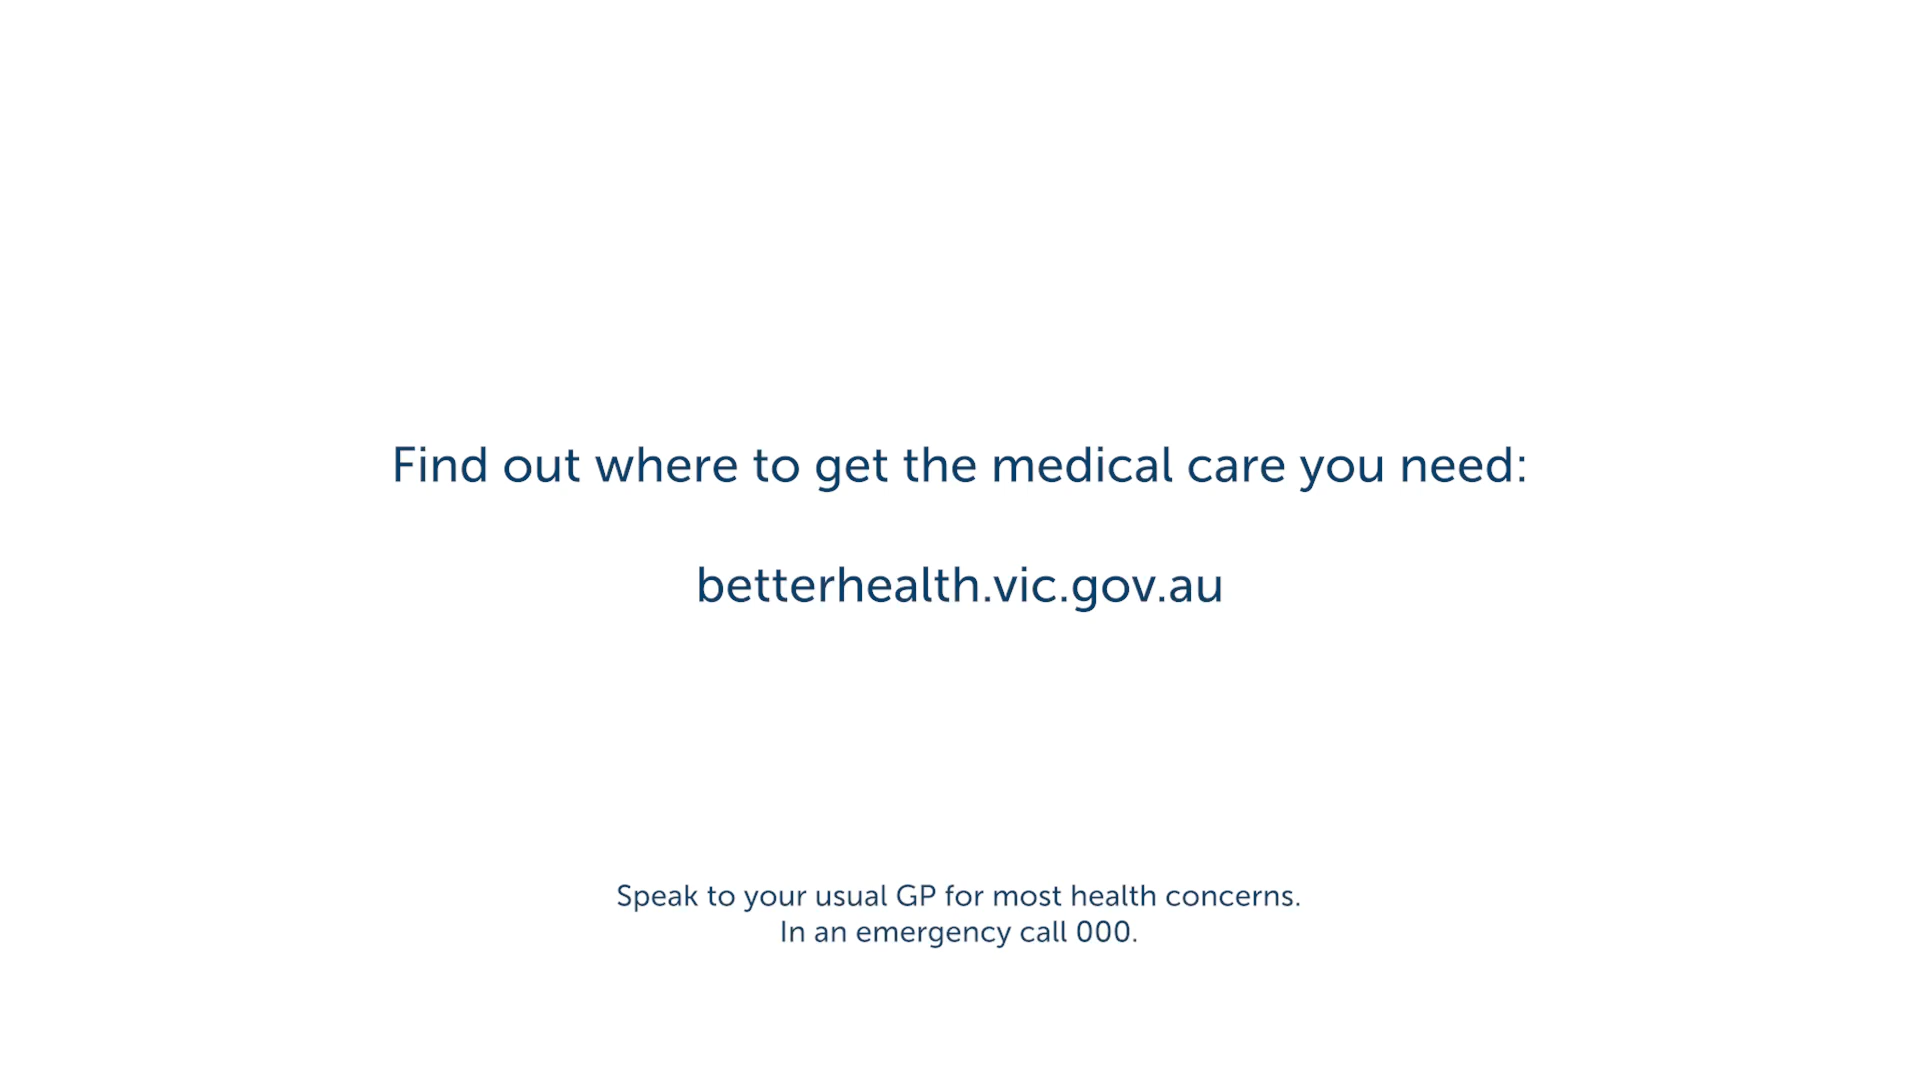 Find out where to get the medical care you need:
betterhealth.vic.gov.au
Speak to your usual GP for most health concerns.
In an emergency call 000.